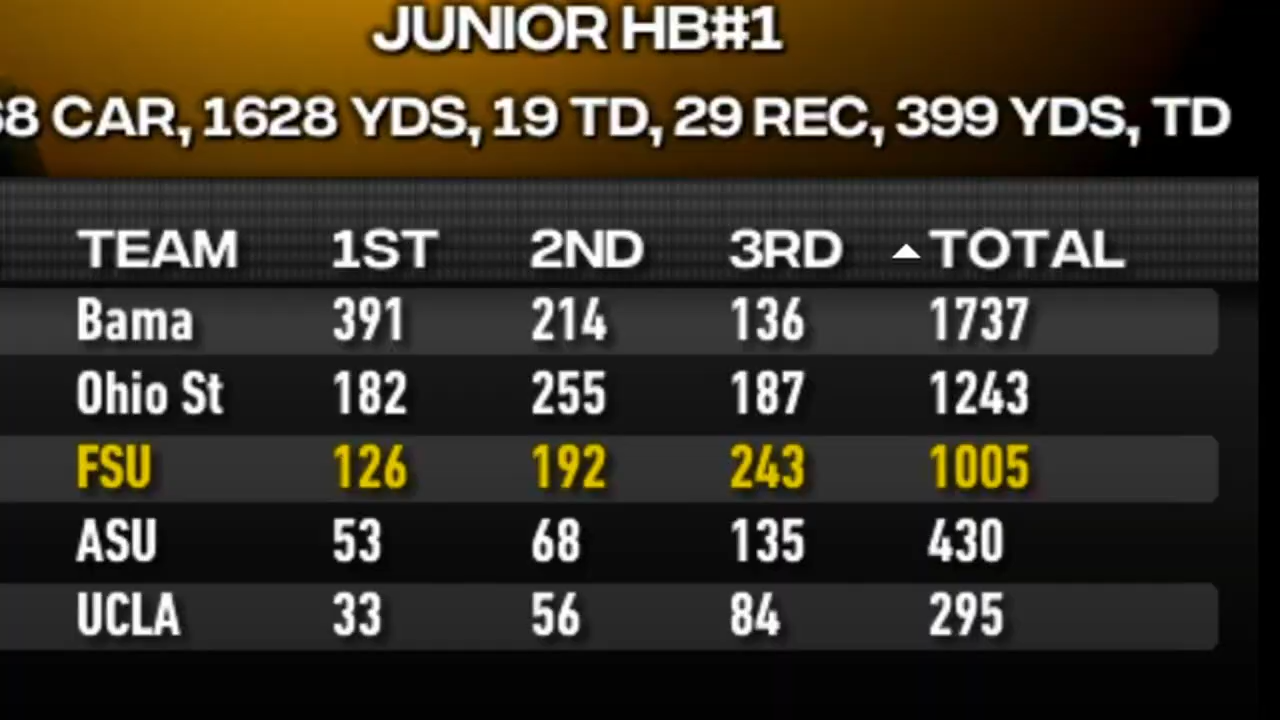 JUNIOR HB#1
68 CAR, 1628 YDS, 19 TD, 29 REC, 399 YDS, TD
TEAM 1ST 2ND 3RD TOTAL
Bama 391 214 136 1737
Ohio St 182 255 187 1243
FSU 126 192 243 1005
ASU 53 68 135 430
UCLA 33 56 84 295